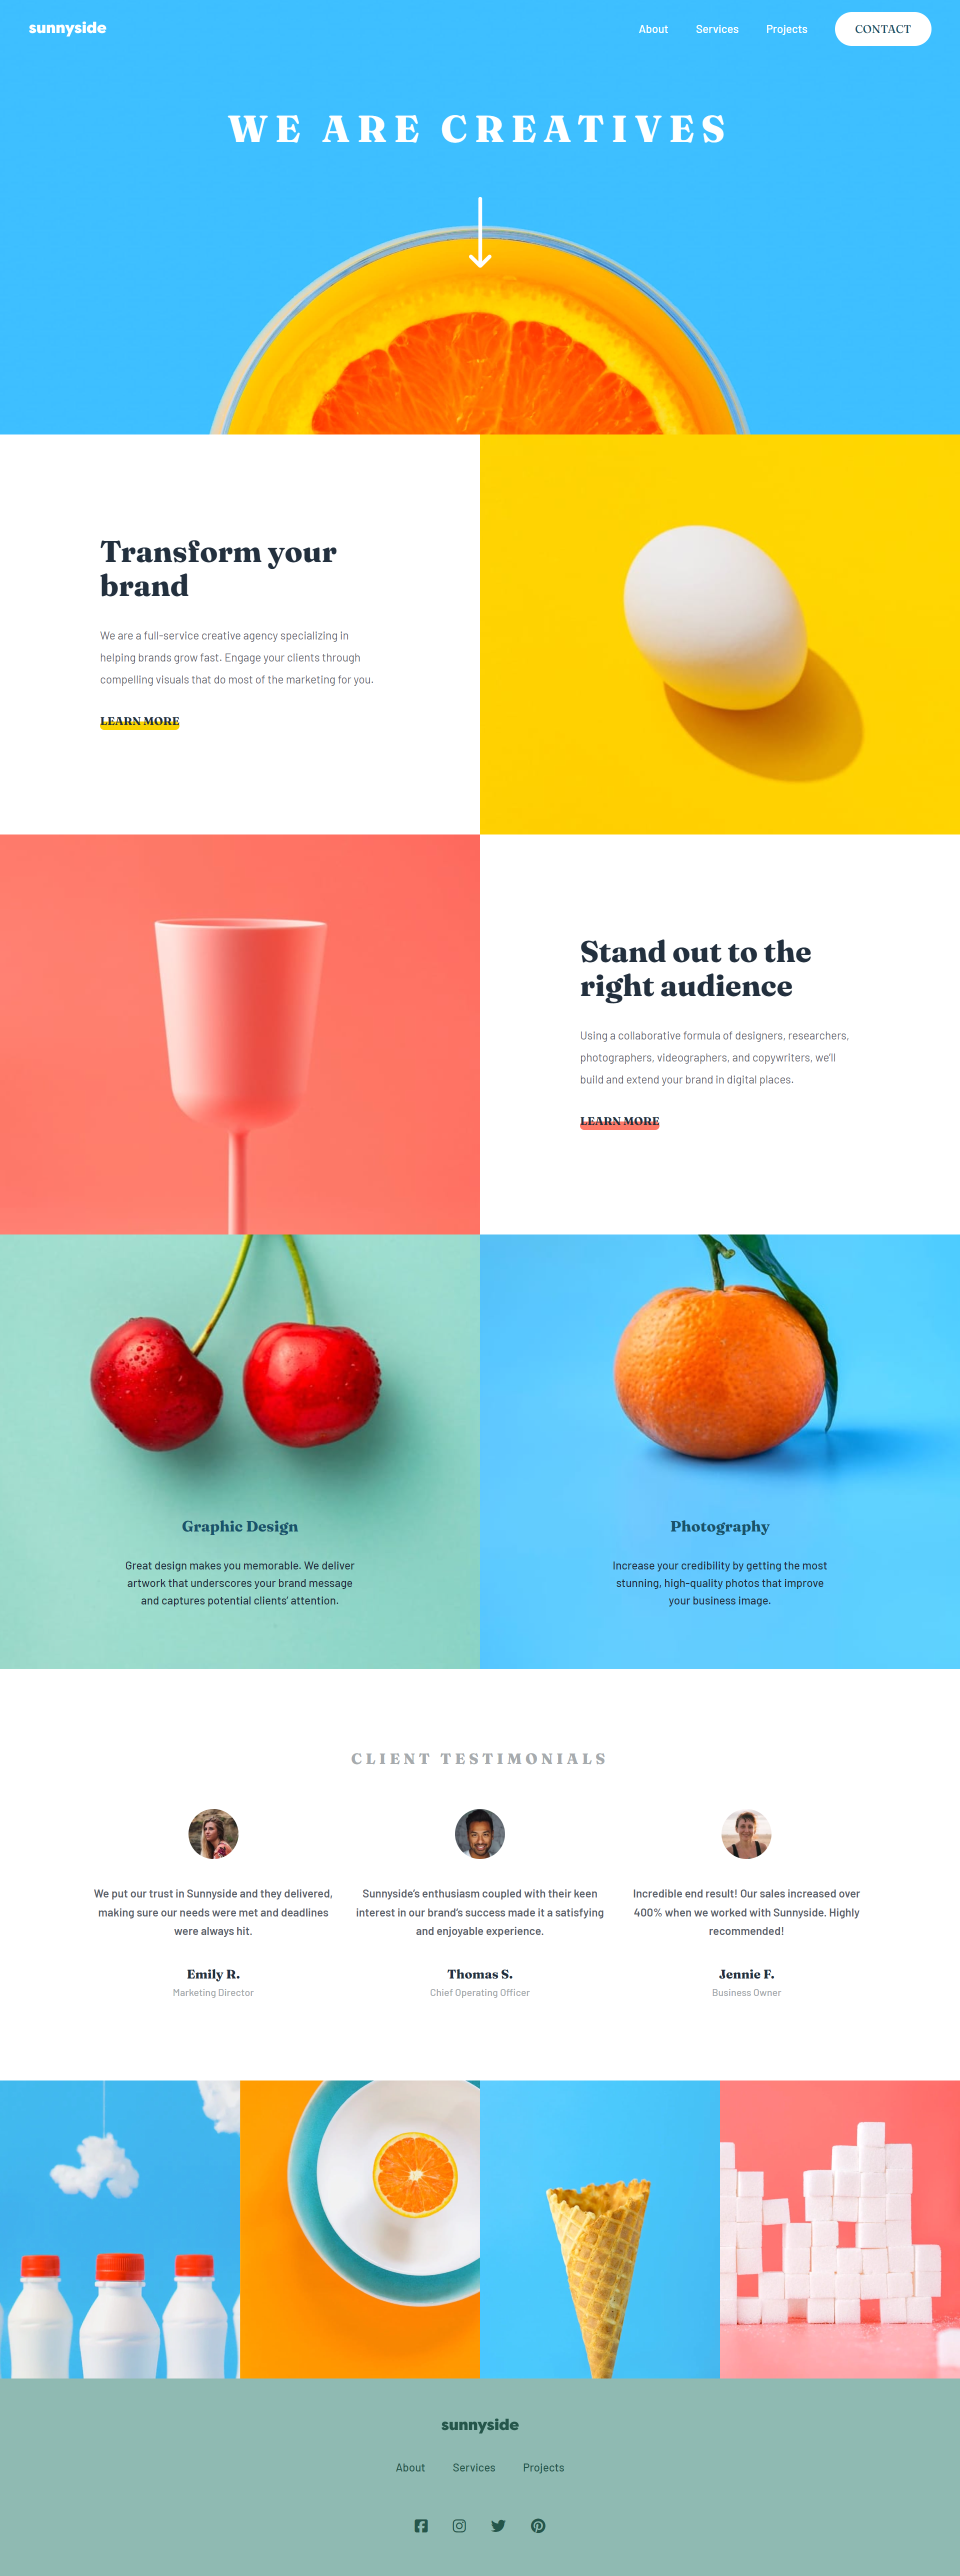 sunnyside
About Services Projects CONTACT
WE ARE CREATIVES
Transform your
brand
We are a full-service creative agency specializing in
helping brands grow fast. Engage your clients through
compelling visuals that do most of the marketing for you.
LEARN MORE
Stand out to the
right audience
Using a collaborative formula of designers, researchers,
photographers, videographers, and copywriters, we'll
build and extend your brand in digital places.
LEARN MORE
Graphic Design
Great design makes you memorable. We deliver
artwork that underscores your brand message
and captures potential clients' attention.
Photography
Increase your credibility by getting the most
stunning, high-quality photos that improve
your business image.
CLIENT TESTIMONIALS
We put our trust in Sunnyside and they delivered,
making sure our needs were met and deadlines
were always hit.
Emily R.
Marketing Director
Sunnyside's enthusiasm coupled with their keen
interest in our brand's success made it a satisfying
and enjoyable experience.
Thomas S.
Chief Operating Officer
Incredible end result! Our sales increased over
400% when we worked with Sunnyside. Highly
recommended!
Jennie F.
Business Owner
sunnyside
About Services Projects